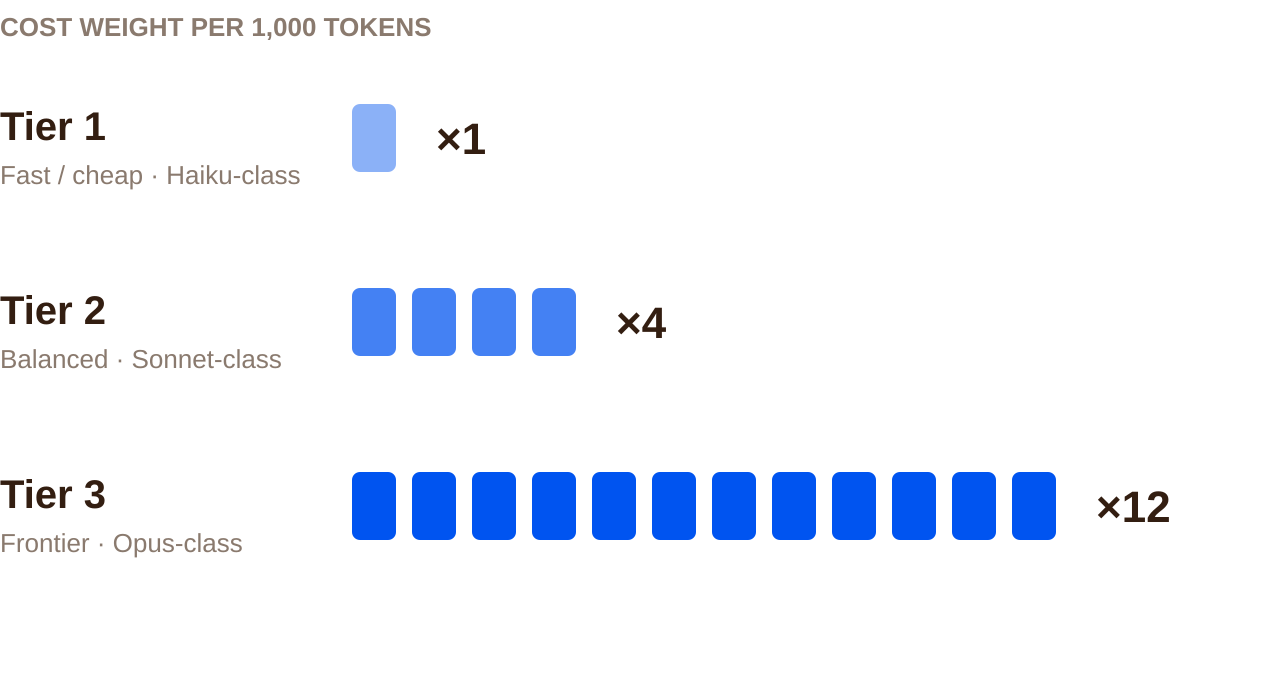 COST WEIGHT PER 1,000 TOKENS
Tier 1
Fast / cheap · Haiku-class
×1
Tier 2
Balanced · Sonnet-class
×4
Tier 3
Frontier · Opus-class
×12